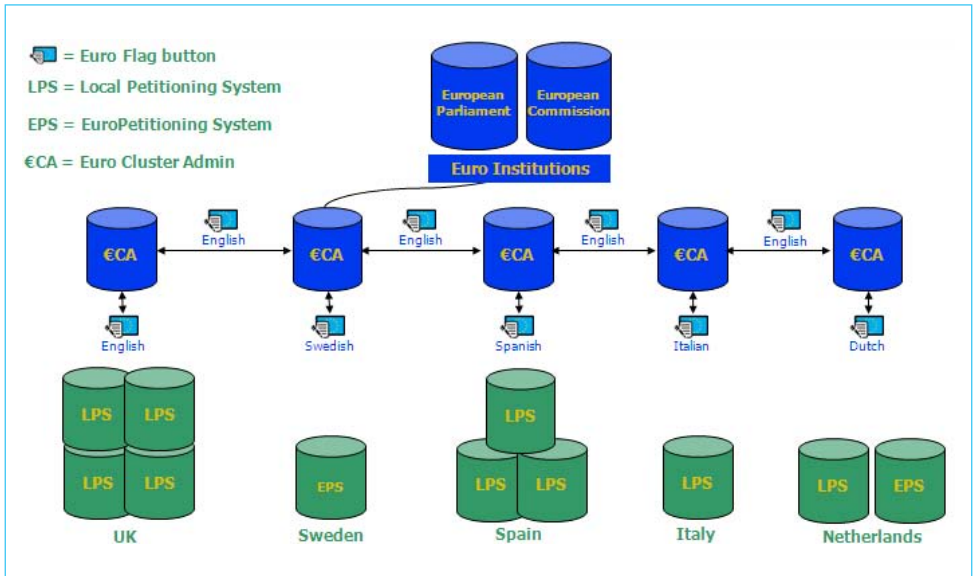 = Euro Flag button
LPS = Local Petitioning System
EPS = EuroPetitioning System
€CA = Euro Cluster Admin
European
Parliament
European
Commission
Euro Institutions
English
English
English
English
€CA
€CA
€CA
€CA
€CA
English
Swedish
Spanish
Italian
Dutch
LPS
LPS
LPS
LPS
UK
EPS
Sweden
LPS
LPS
LPS
Spain
LPS
Italy
LPS
EPS
Netherlands